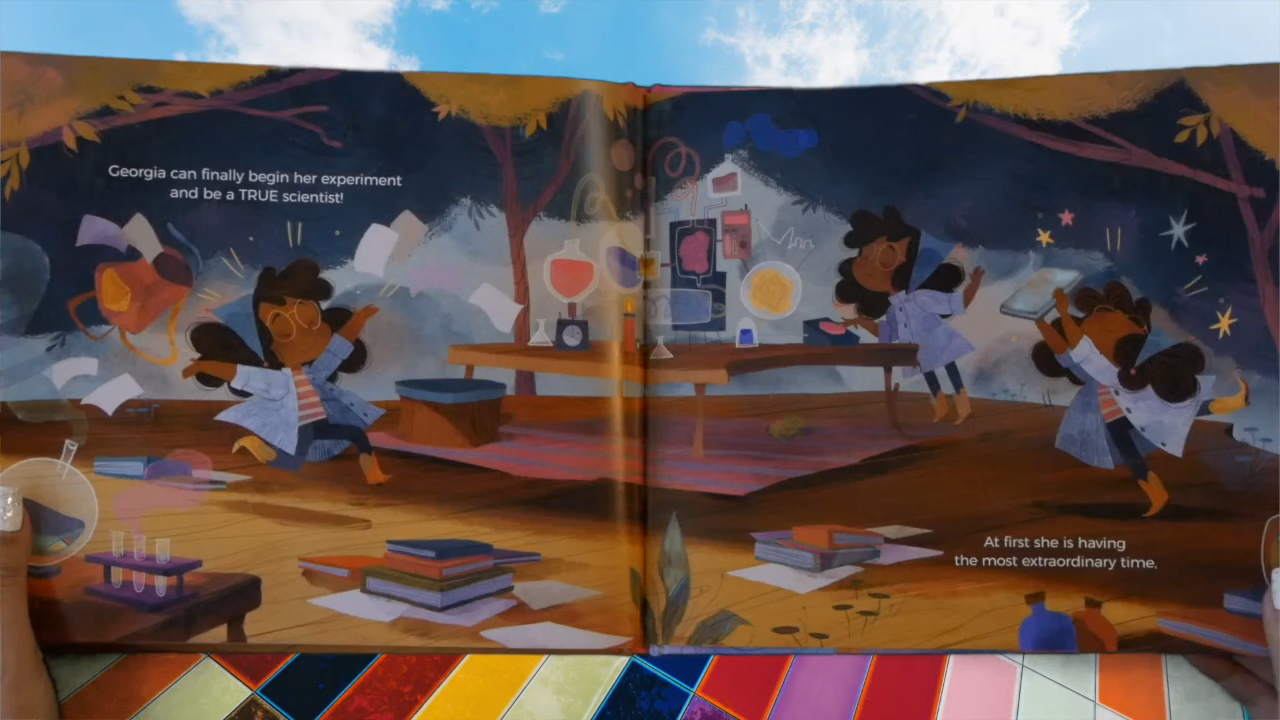 Georgia can finally begin her experiment
and be a TRUE scientist!
At first she is having
the most extraordinary time.